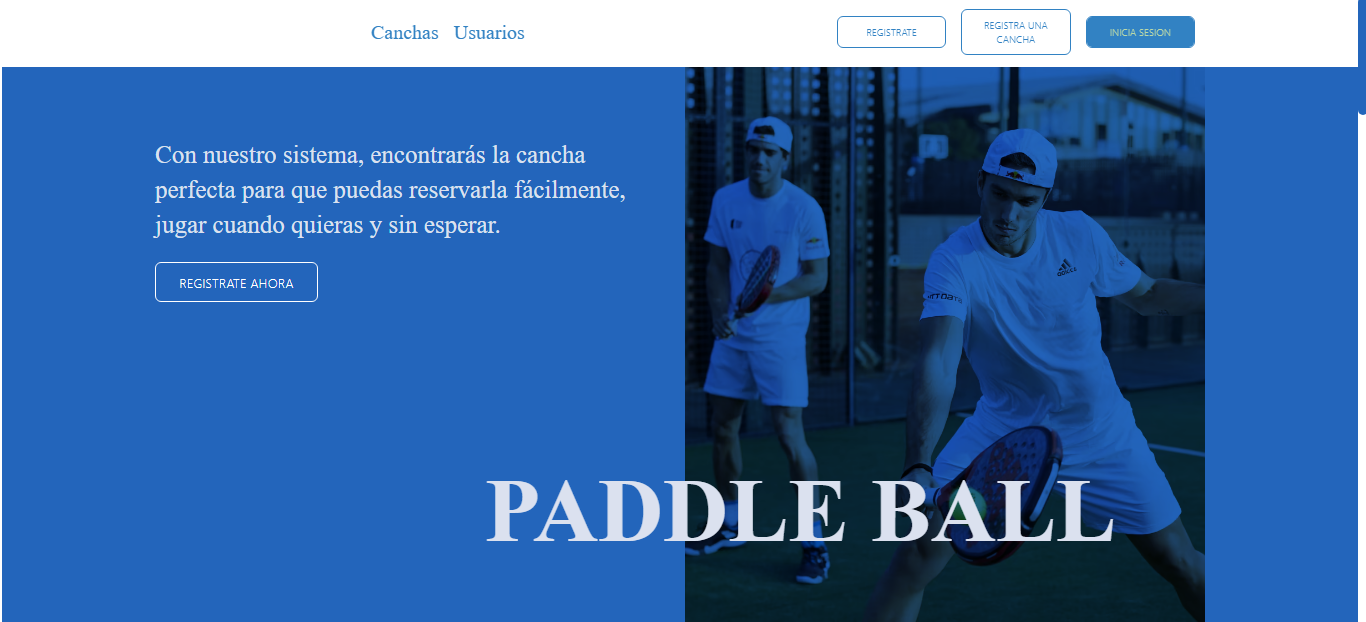 Canchas Usuarios
REGISTRATE
REGISTRA UNA
CANCHA
INICIA SESION
Con nuestro sistema, encontrarás la cancha
perfecta para que puedas reservarla fácilmente,
jugar cuando quieras y sin esperar.
REGISTRATE AHORA
PADDLE BALL